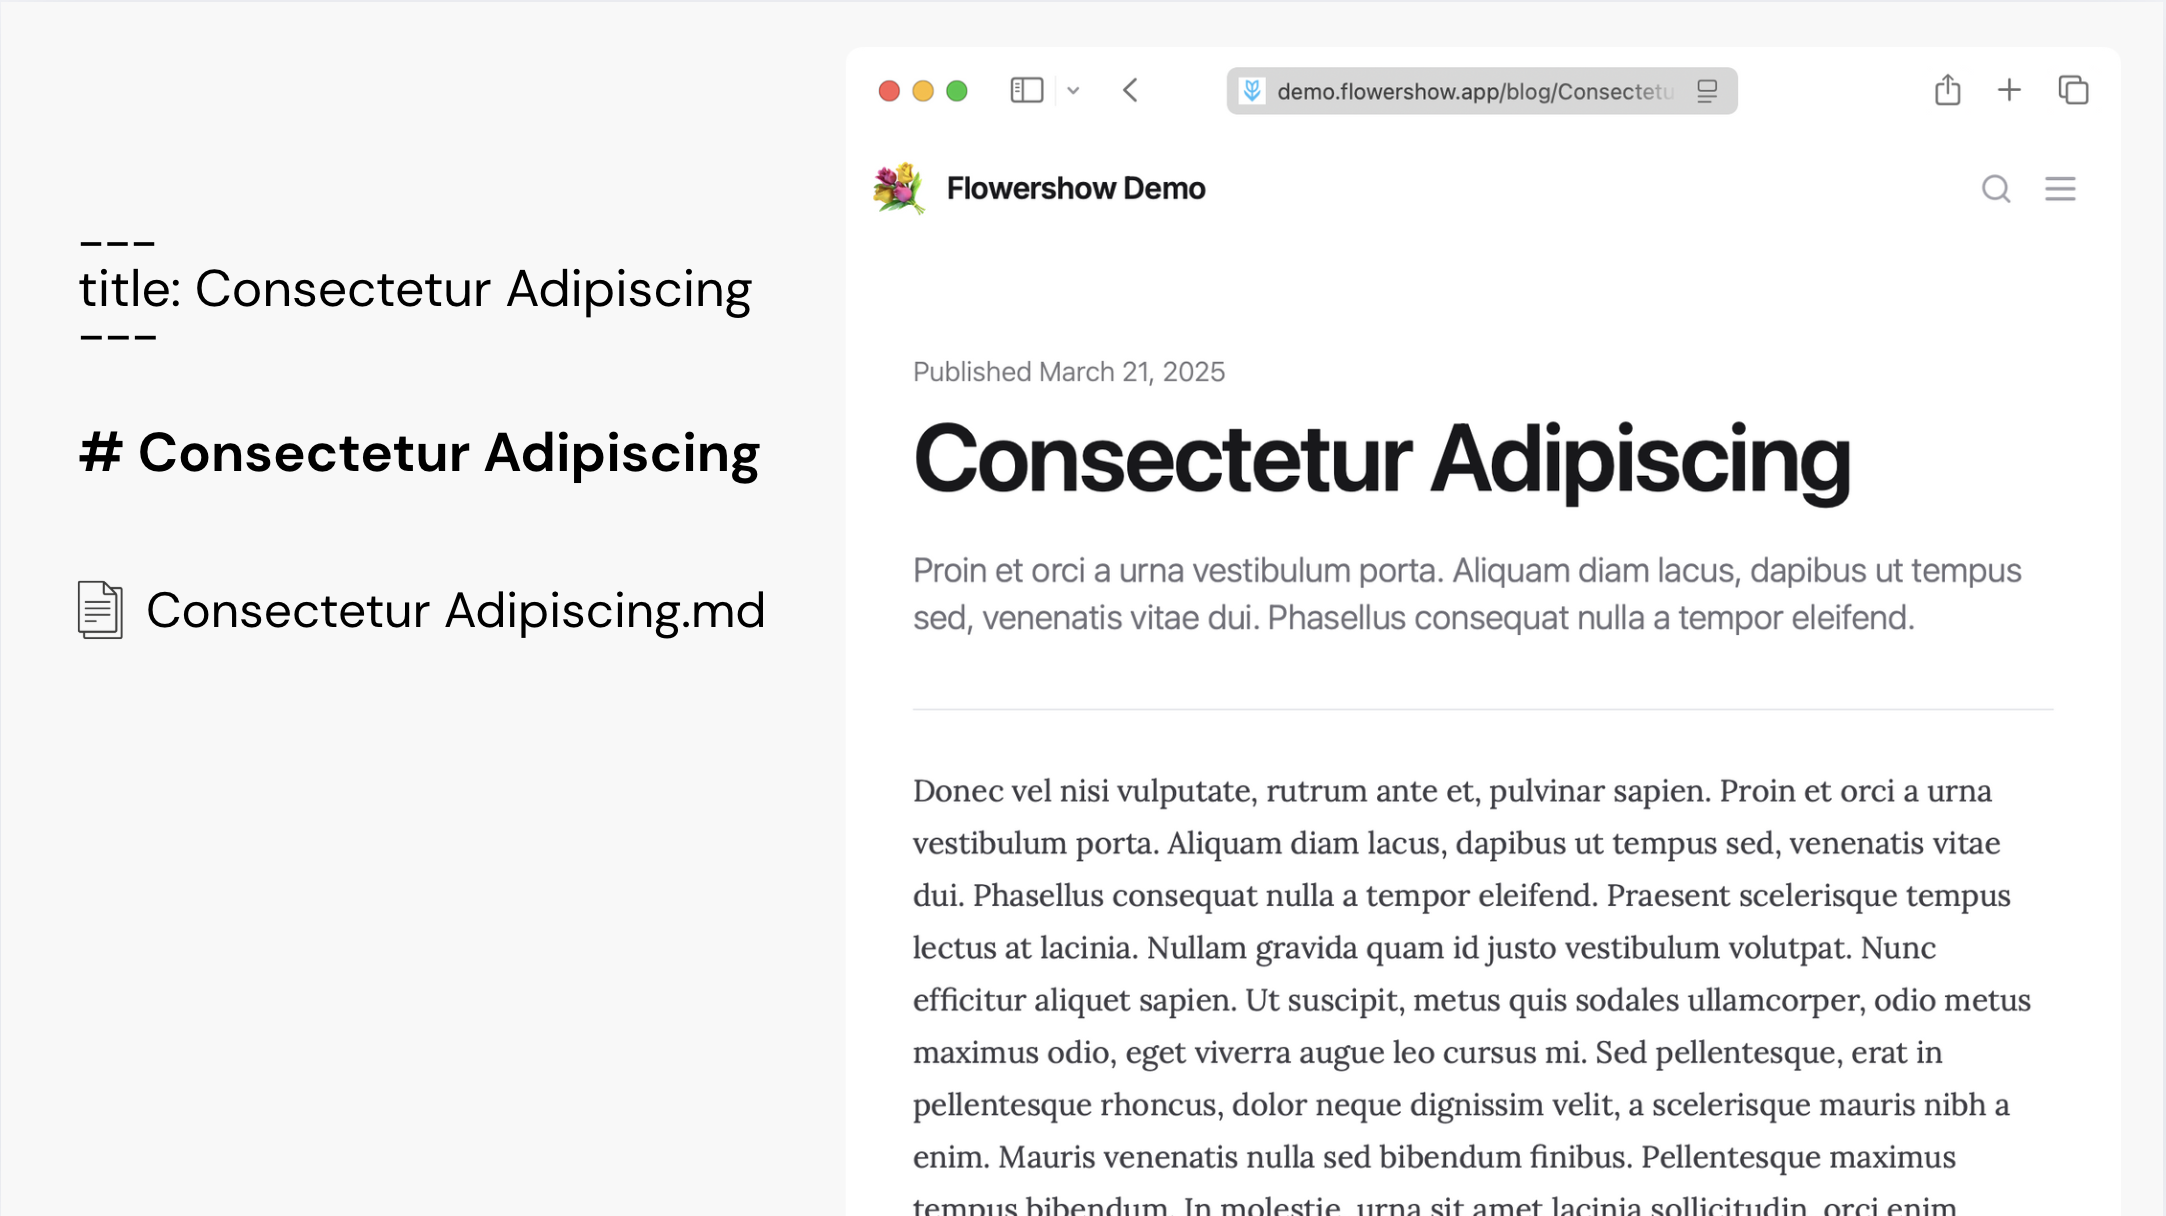 ---
title: Consectetur Adipiscing
---
# Consectetur Adipiscing
Consectetur Adipiscing.md
demo.flowershow.app/blog/Consectetu
Flowershow Demo
Published March 21, 2025
Consectetur Adipiscing
Proin et orci a urna vestibulum porta. Aliquam diam lacus, dapibus ut tempus
sed, venenatis vitae dui. Phasellus consequat nulla a tempor eleifend.
Donec vel nisi vulputate, rutrum ante et, pulvinar sapien. Proin et orci a urna
vestibulum porta. Aliquam diam lacus, dapibus ut tempus sed, venenatis vitae
dui. Phasellus consequat nulla a tempor eleifend. Praesent scelerisque tempus
lectus at lacinia. Nullam gravida quam id justo vestibulum volutpat. Nunc
efficitur aliquet sapien. Ut suscipit, metus quis sodales ullamcorper, odio metus
maximus odio, eget viverra augue leo cursus mi. Sed pellentesque, erat in
pellentesque rhoncus, dolor neque dignissim velit, a scelerisque mauris nibh a
enim. Mauris venenatis nulla sed bibendum finibus. Pellentesque maximus
tempus bibendum. In molestie, urna sit amet lacinia sollicitudin, orci enim